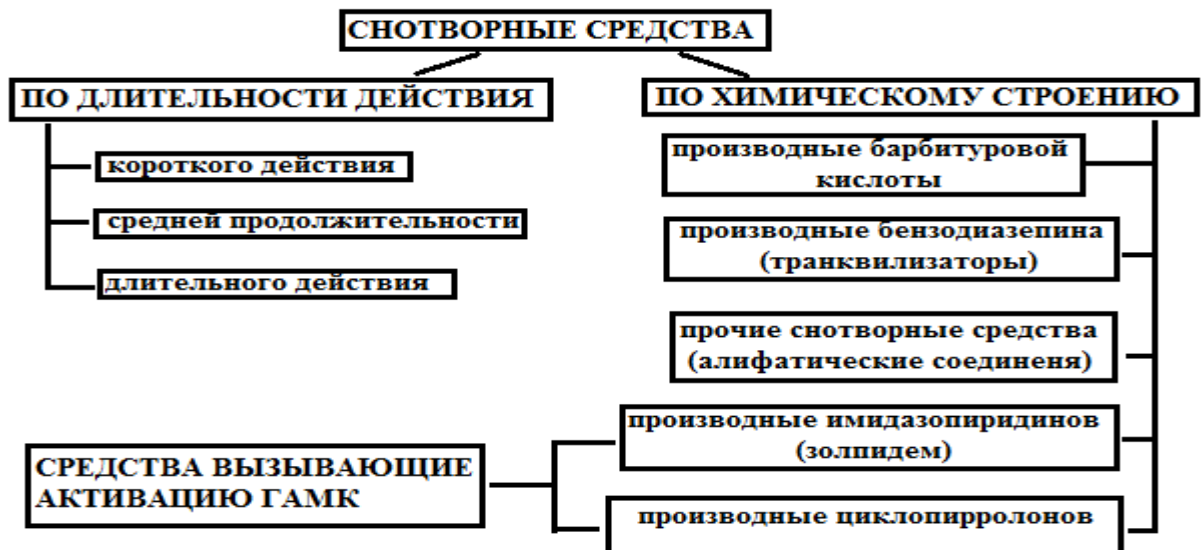 СНОТВОРНЫЕ СРЕДСТВА
ПО ДЛИТЕЛЬНОСТИ ДЕЙСТВИЯ
короткого действия
средней продолжительности
длительного действия
ПО ХИМИЧЕСКОМУ СТРОЕНИЮ
производные барбитуровой
кислоты
производные бензодиазепина
(транквилизаторы)
прочие снотворные средства
(алифатические соединеня)
производные имидазопиридинов
(золпидем)
производные циклопирролонов
СРЕДСТВА ВЫЗЫВАЮЩИЕ
АКТИВАЦИЮ ГАМК